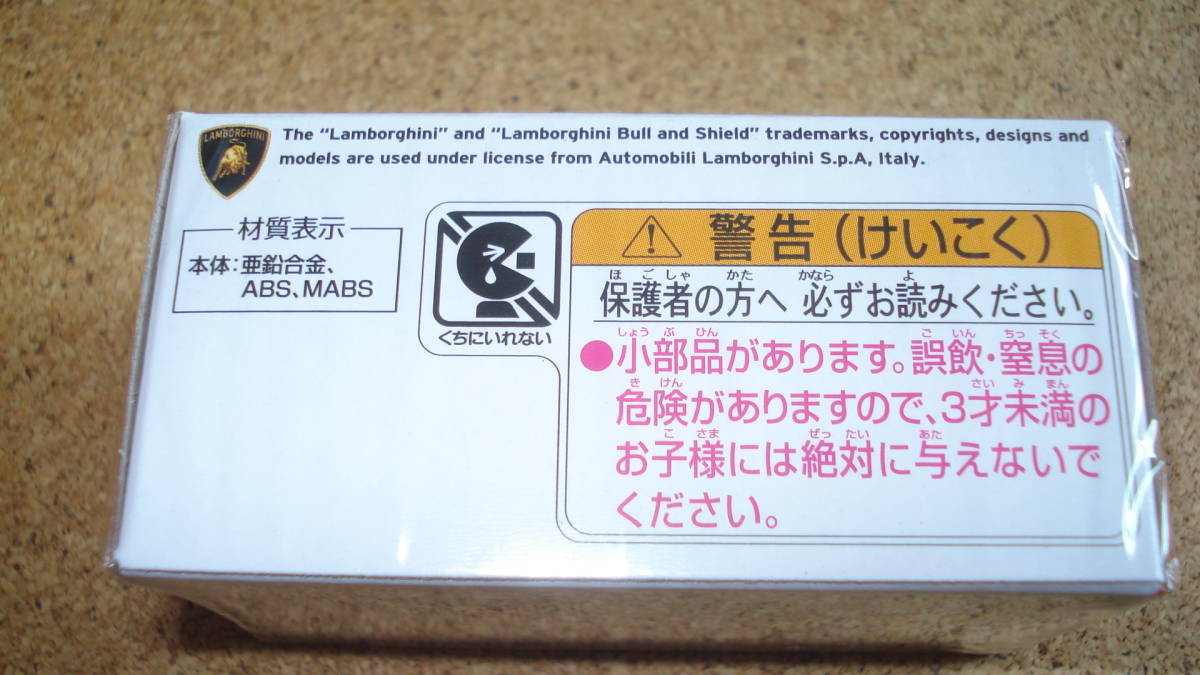 LAMBORGHINI
The “Lamborghini” and “Lamborghini Bull and Shield” trademarks, copyrights, designs and
models are used under license from Automobili Lamborghini S.p.A, Italy.
材質表示
本体：亜鉛合金、
ABS、MABS
くちにいれない
警告（けいこく）
ほごしゃ かた かなら よ
保護者の方へ 必ずお読みください。
しょうぶひん ごいん ちっそく
●小部品があります。誤飲・窒息の
きけん さいみまん
危険がありますので、3才未満の
こさま ぜったい あた
お子様には絶対に与えないで
ください。